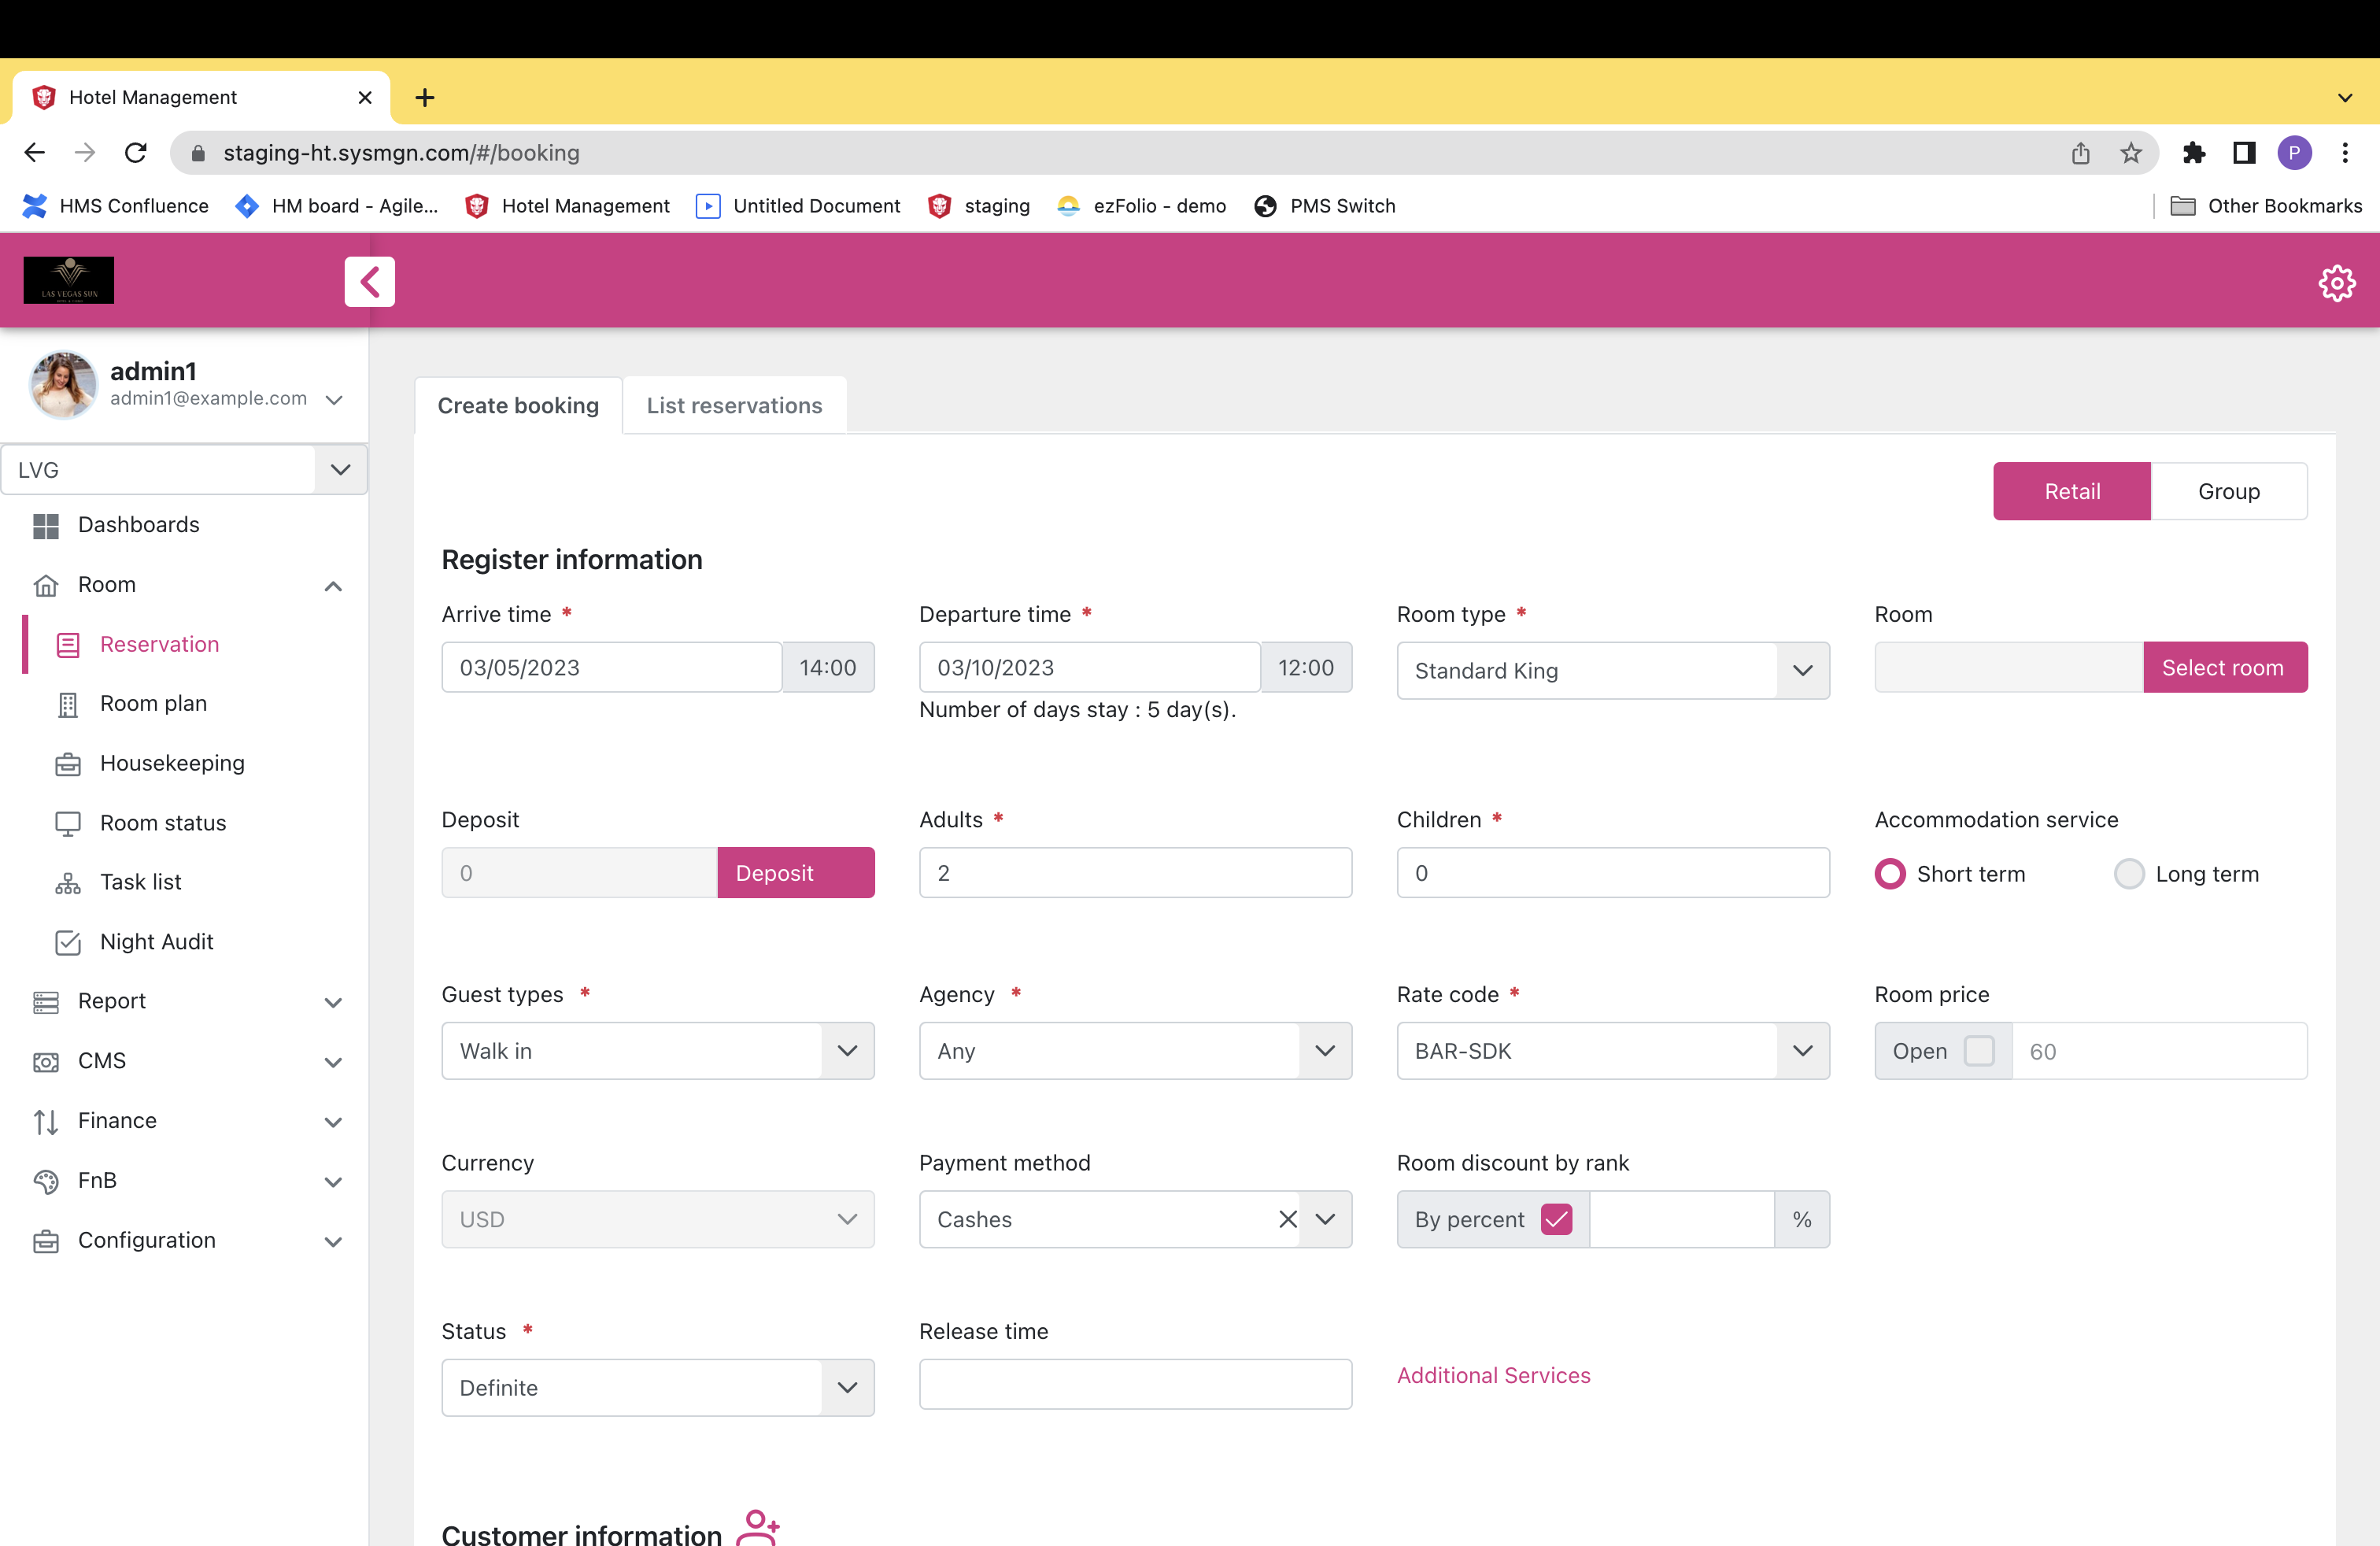 Hotel Management
staging-ht.sysmgn.com/#/booking
P
HMS Confluence HM board - Agile... Hotel Management Untitled Document staging ezFolio - demo PMS Switch Other Bookmarks
LAS VEGAS SUN
admin1
admin1@example.com
LVG
Dashboards
Room
Reservation
Room plan
Housekeeping
Room status
Task list
Night Audit
Report
CMS
Finance
FnB
Configuration
Create booking List reservations
Retail Group
Register information
Arrive time * Departure time * Room type * Room
03/05/2023 14:00 03/10/2023 12:00 Standard King Select room
Number of days stay : 5 day(s).
Deposit Adults * Children * Accommodation service
0 Deposit 2 0 Short term Long term
Guest types * Agency * Rate code * Room price
Walk in Any BAR-SDK Open 60
Currency Payment method Room discount by rank
USD Cashes By percent %
Status * Release time
Definite Additional Services
Customer information